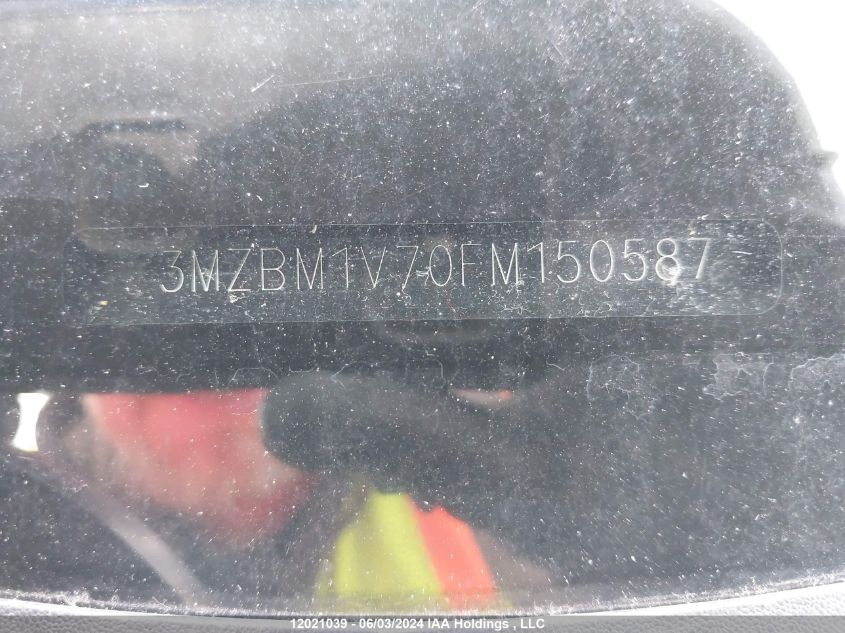 3MZBM1V70FM150587
12021039 - 06/03/2024 IAA Holdings , LLC